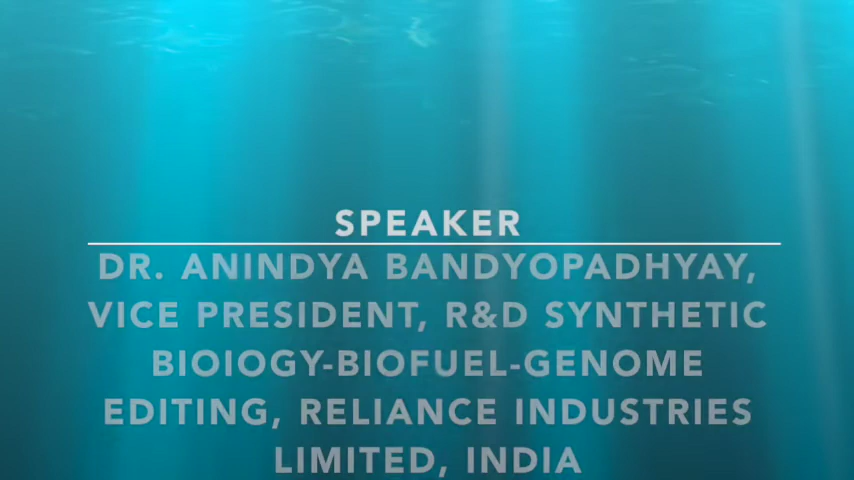 SPEAKER
DR. ANINDYA BANDYOPADHYAY,
VICE PRESIDENT, R&D SYNTHETIC
BIOIOGY-BIOFUEL-GENOME
EDITING, RELIANCE INDUSTRIES
LIMITED, INDIA